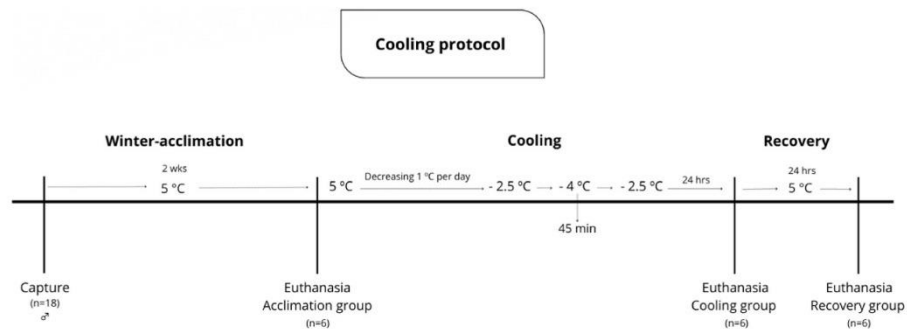 Cooling protocol
Winter-acclimation
Cooling
Recovery
2 wks
5 ºC
5 ºC
Decreasing 1 ºC per day
- 2.5 ºC
- 4 ºC
- 2.5 ºC
24 hrs
24 hrs
5 ºC
45 min
Capture
(n=18)
♂
Euthanasia
Acclimation group
(n=6)
Euthanasia
Cooling group
(n=6)
Euthanasia
Recovery group
(n=6)